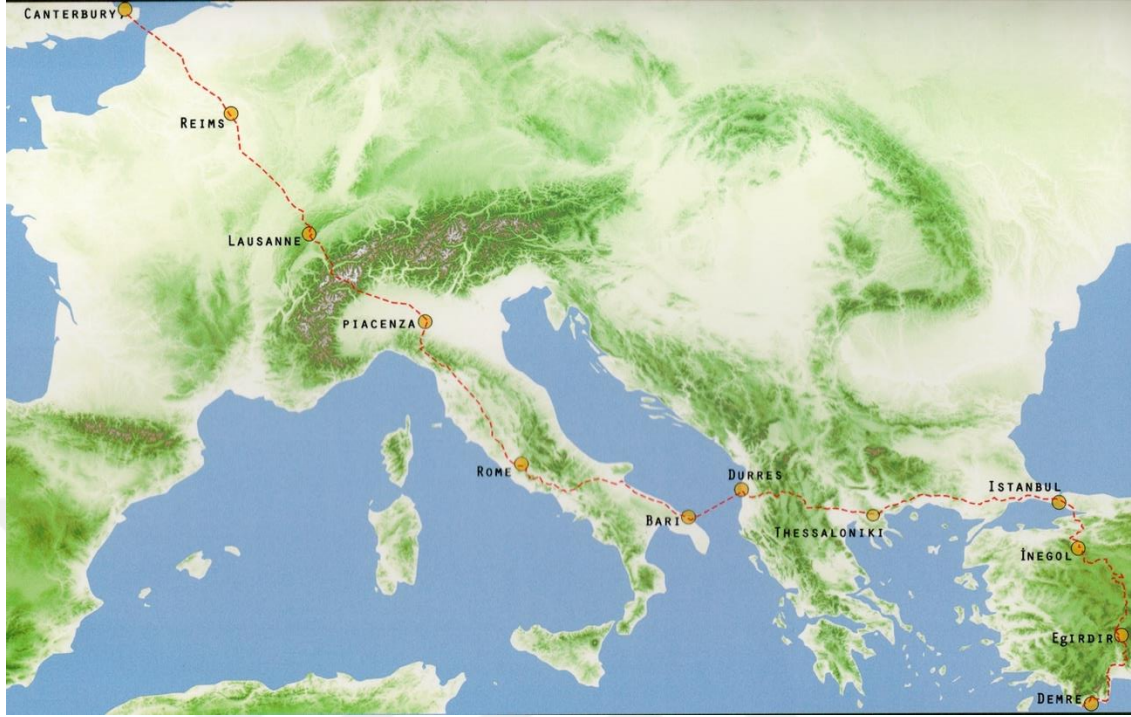 CANTERBURY
REIMS
LAUSANNE
PIACENZA
ROME
BARI
DURRES
THESSALONIKI
ISTANBUL
İNEGOL
EGIRDIR
DEMRE